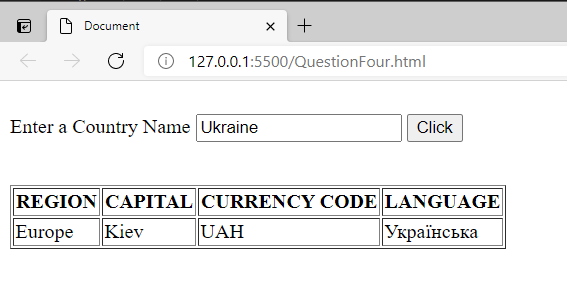 Document
127.0.0.1:5500/QuestionFour.html
Enter a Country Name Ukraine Click
REGION CAPITAL CURRENCY CODE LANGUAGE
Europe Kiev UAH Українська